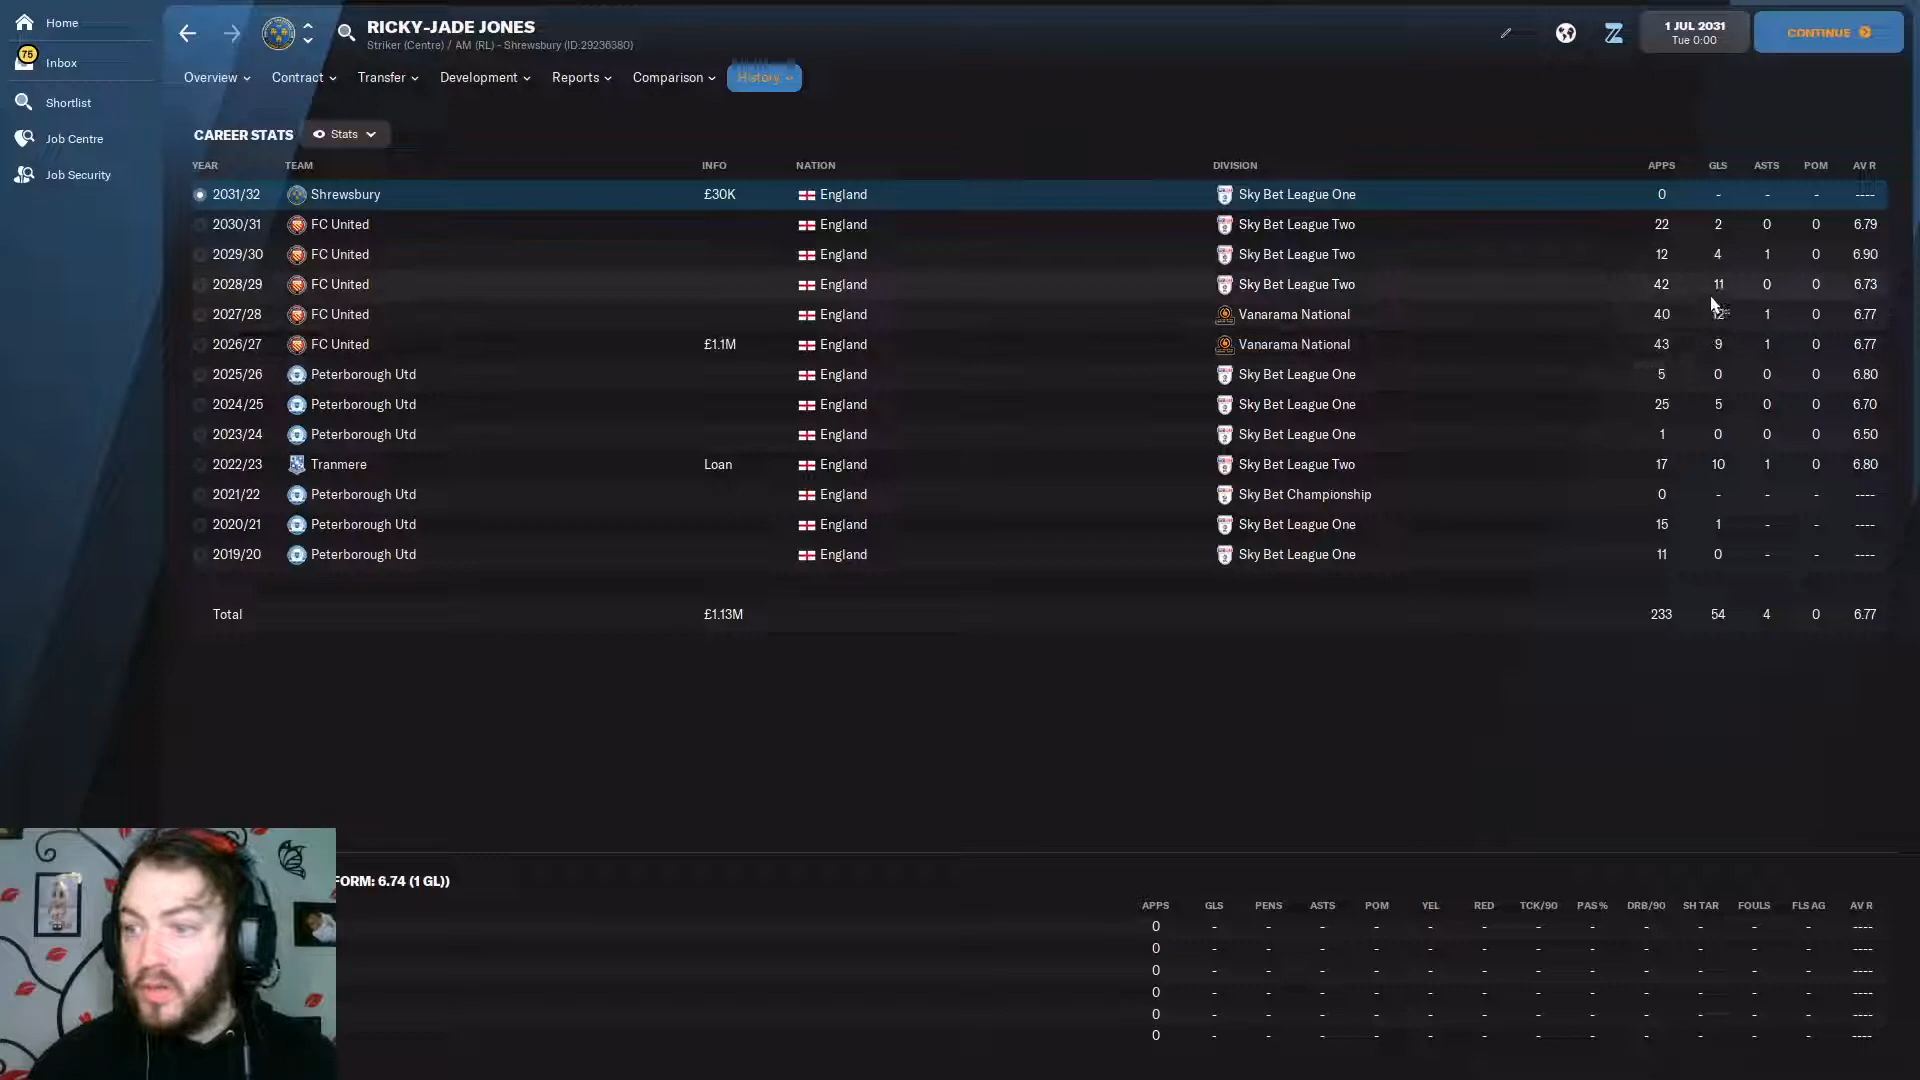 Home
75
Inbox
Shortlist
Job Centre
Job Security
RICKY-JADE JONES
Striker (Centre) / AM (RL) - Shrewsbury (ID:29236380)
1 JUL 2031
Tue 0:00
CONTINUE
Overview Contract Transfer Development Reports Comparison History
CAREER STATS Stats
YEAR TEAM INFO NATION DIVISION APPS GLS ASTS POM AV R
2031/32 Shrewsbury £30K England Sky Bet League One 0 - - - ----
2030/31 FC United England Sky Bet League Two 22 2 0 0 6.79
2029/30 FC United England Sky Bet League Two 12 4 1 0 6.90
2028/29 FC United England Sky Bet League Two 42 11 0 0 6.73
2027/28 FC United England Vanarama National 40 12 1 0 6.77
2026/27 FC United £1.1M England Vanarama National 43 9 1 0 6.77
2025/26 Peterborough Utd England Sky Bet League One 5 0 0 0 6.80
2024/25 Peterborough Utd England Sky Bet League One 25 5 0 0 6.70
2023/24 Peterborough Utd England Sky Bet League One 1 0 0 0 6.50
2022/23 Tranmere Loan England Sky Bet League Two 17 10 1 0 6.80
2021/22 Peterborough Utd England Sky Bet Championship 0 - - - ----
2020/21 Peterborough Utd England Sky Bet League One 15 1 - - ----
2019/20 Peterborough Utd England Sky Bet League One 11 0 - - ----
Total £1.13M 233 54 4 0 6.77
FORM: 6.74 (1 GL))
APPS GLS PENS ASTS POM YEL RED TCK/90 PAS % DRB/90 SH TAR FOULS FLS AG AV R
0 - - - - - - - - - - - - ----
0 - - - - - - - - - - - - ----
0 - - - - - - - - - - - - ----
0 - - - - - - - - - - - - ----
0 - - - - - - - - - - - - ----
0 - - - - - - - - - - - - ----